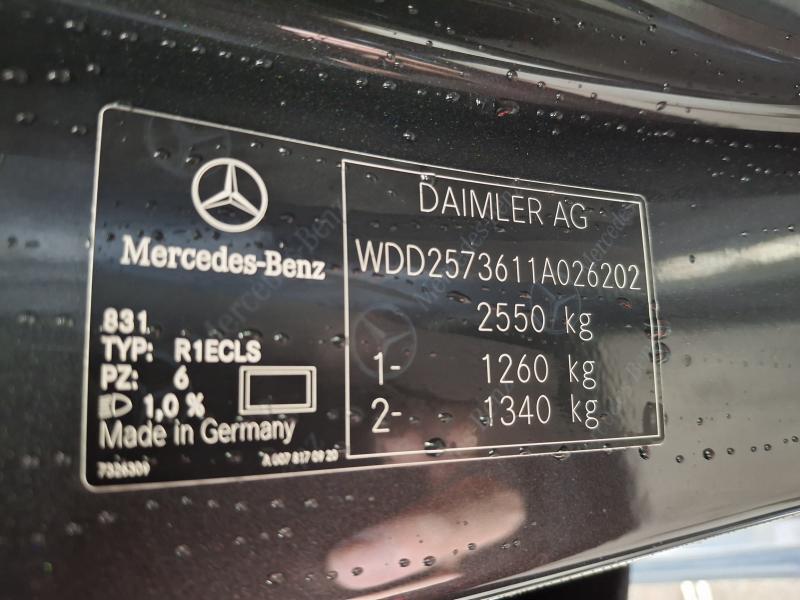 Mercedes-Benz
831
TYP: R1ECLS
PZ: 6
1,0 %
Made in Germany
7326309
A 007 817 09 20
DAIMLER AG
WDD2573611A026202
2550 kg
1- 1260 kg
2- 1340 kg